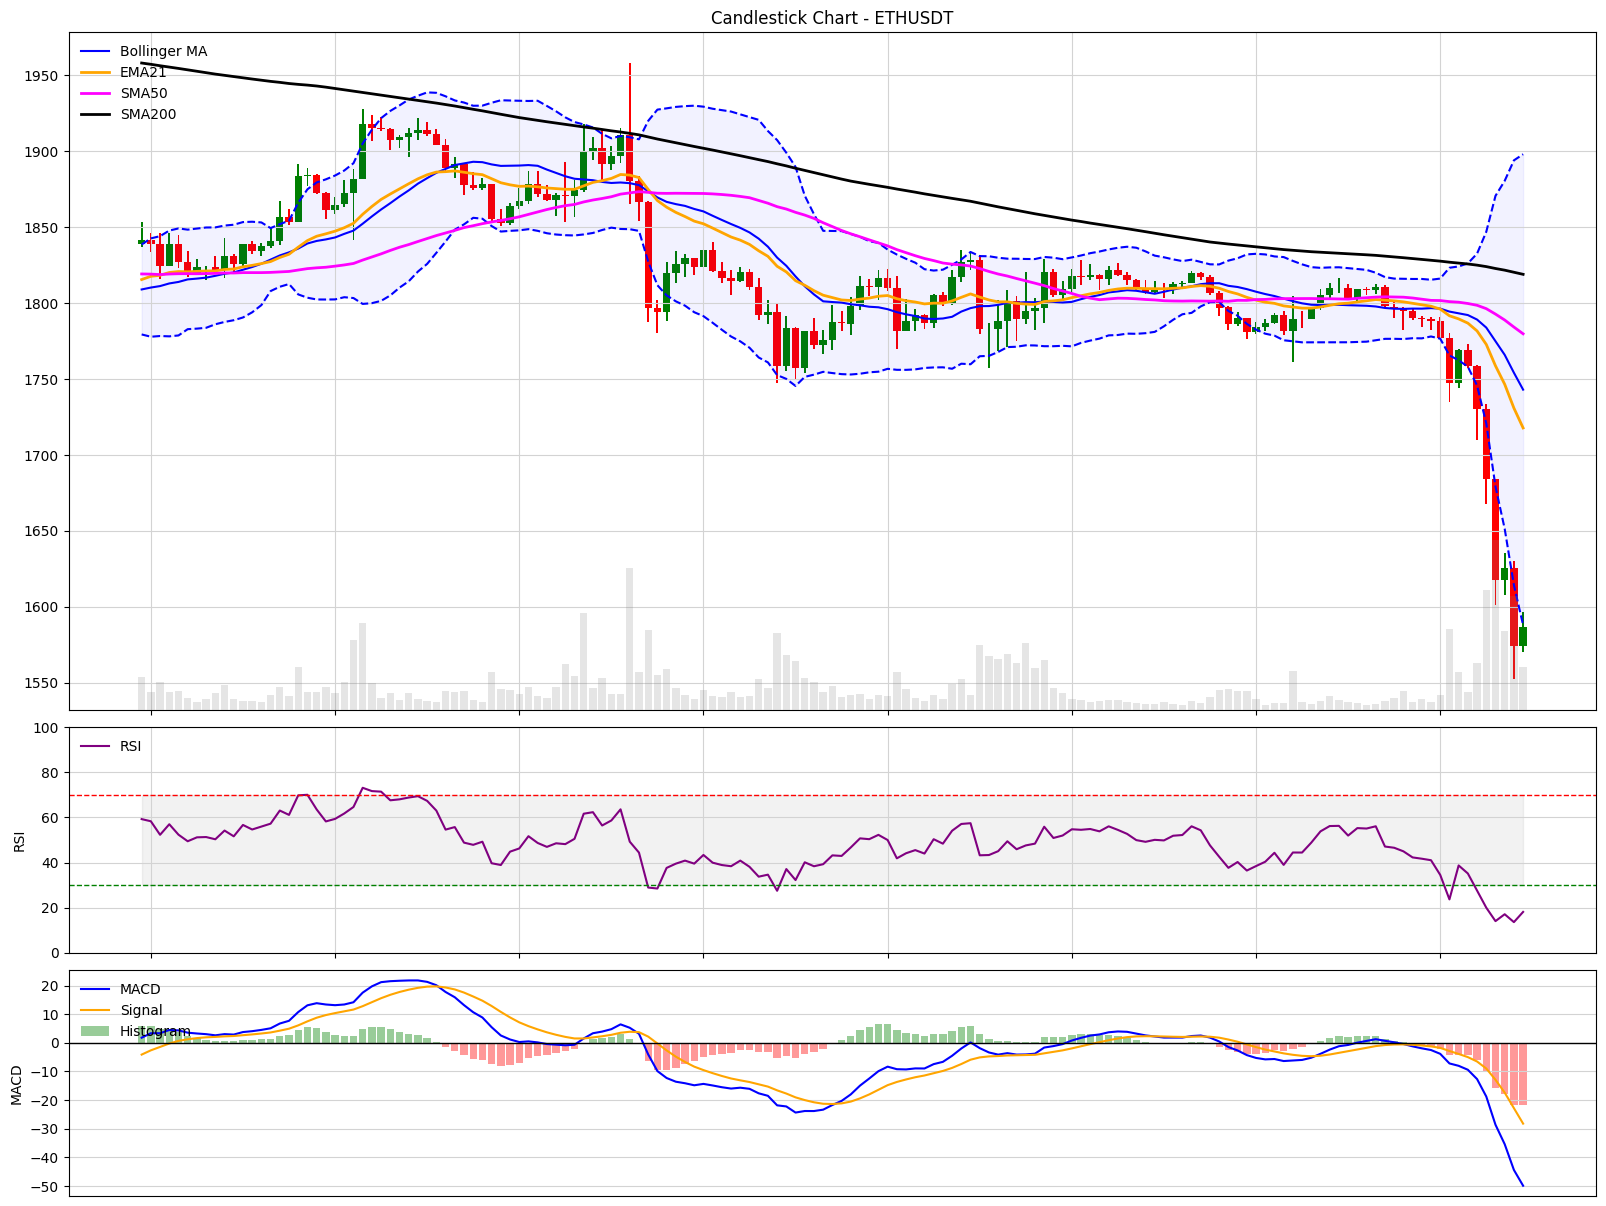 Candlestick Chart - ETHUSDT
Bollinger MA
EMA21
SMA50
SMA200
1950
1900
1850
1800
1750
1700
1650
1600
1550
RSI
100
80
60
40
20
0
RSI
MACD
Signal
Histogram
20
10
0
−10
−20
−30
−40
−50
MACD